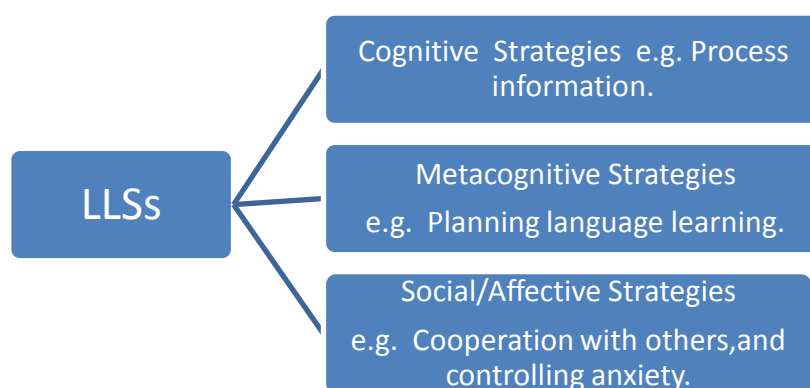 LLSs
Cognitive Strategies e.g. Process
information.
Metacognitive Strategies
e.g. Planning language learning.
Social/Affective Strategies
e.g. Cooperation with others,and
controlling anxiety.